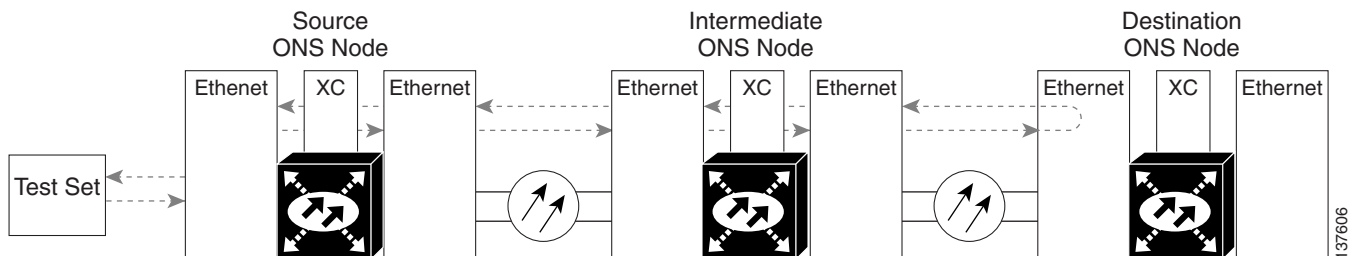 Source
ONS Node
Intermediate
ONS Node
Destination
ONS Node
Ethenet
XC
Ethernet
Ethernet
XC
Ethernet
Ethernet
XC
Ethernet
Test Set
137606